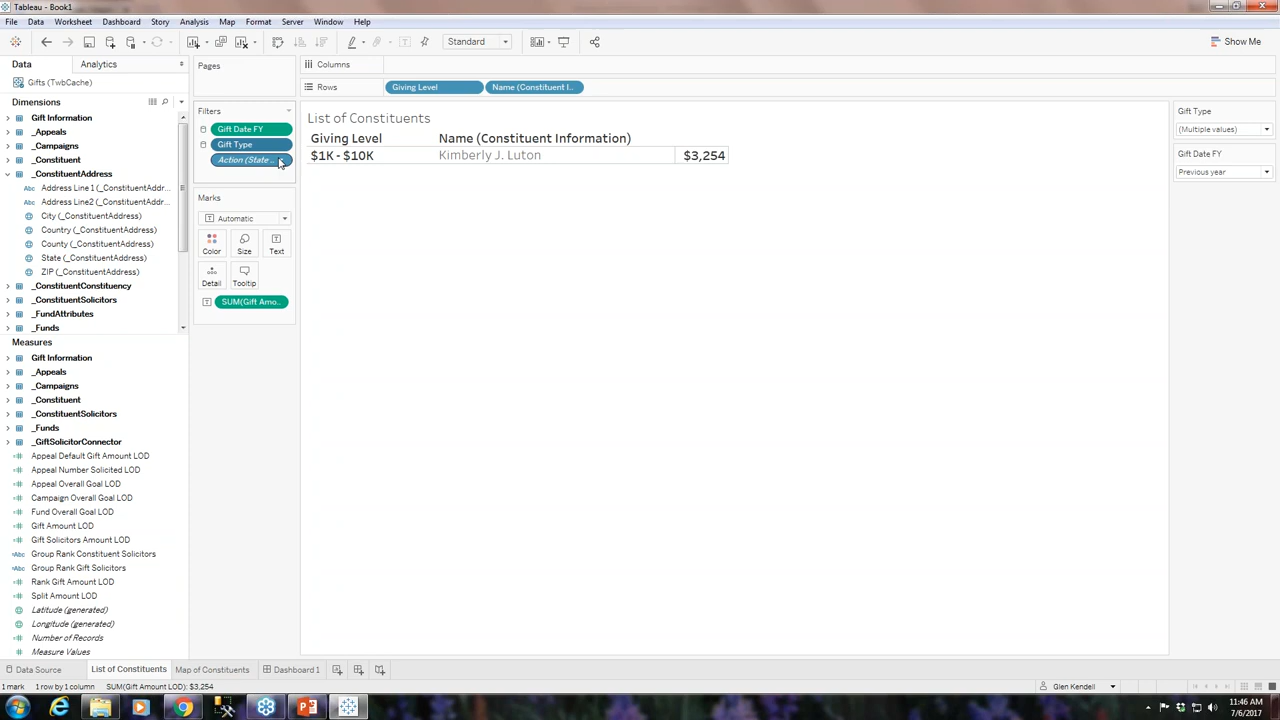 Tableau - Book1
File Data Worksheet Dashboard Story Analysis Map Format Server Window Help
Standard
Show Me
Data Analytics
Gifts (TwbCache)
Dimensions
Gift Information
_Appeals
_Campaigns
_Constituent
_ConstituentAddress
Abc Address Line 1 (_ConstituentAddr...
Abc Address Line2 (_ConstituentAddr...
City (_ConstituentAddress)
Country (_ConstituentAddress)
County (_ConstituentAddress)
State (_ConstituentAddress)
ZIP (_ConstituentAddress)
_ConstituentConstituency
_ConstituentSolicitors
_FundAttributes
_Funds
Measures
Gift Information
_Appeals
_Campaigns
_Constituent
_ConstituentSolicitors
_Funds
_GiftSolicitorConnector
Appeal Default Gift Amount LOD
Appeal Number Solicited LOD
Appeal Overall Goal LOD
Campaign Overall Goal LOD
Fund Overall Goal LOD
Gift Amount LOD
Gift Solicitors Amount LOD
Abc Group Rank Constituent Solicitors
Abc Group Rank Gift Solicitors
Rank Gift Amount LOD
Split Amount LOD
Latitude (generated)
Longitude (generated)
Number of Records
Measure Values
Pages
Filters
Gift Date FY
Gift Type
Action (State ..
Marks
Automatic
Color Size Text
Detail Tooltip
SUM(Gift Amo..
Columns
Rows Giving Level Name (Constituent I..
List of Constituents
Giving Level Name (Constituent Information)
$1K - $10K Kimberly J. Luton $3,254
Gift Type
(Multiple values)
Gift Date FY
Previous year
Data Source List of Constituents Map of Constituents Dashboard 1
1 mark 1 row by 1 column SUM(Gift Amount LOD): $3,254
Glen Kendell
11:46 AM
7/6/2017